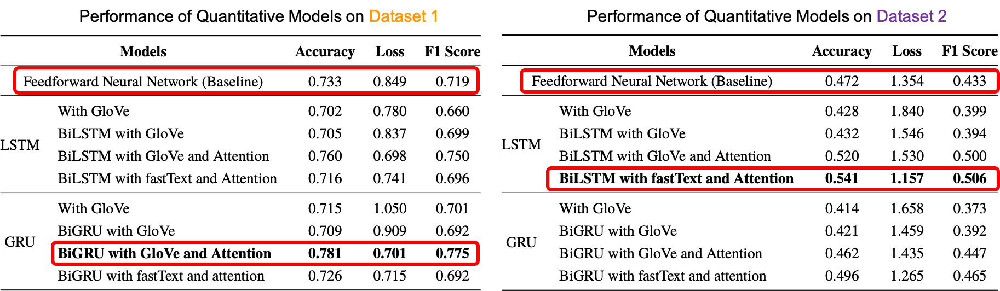 Performance of Quantitative Models on Dataset 1
Models Accuracy Loss F1 Score
Feedforward Neural Network (Baseline) 0.733 0.849 0.719
LSTM
With GloVe 0.702 0.780 0.660
BiLSTM with GloVe 0.705 0.837 0.699
BiLSTM with GloVe and Attention 0.760 0.698 0.750
BiLSTM with fastText and Attention 0.716 0.741 0.696
GRU
With GloVe 0.715 1.050 0.701
BiGRU with GloVe 0.709 0.909 0.692
BiGRU with GloVe and Attention 0.781 0.701 0.775
BiGRU with fastText and attention 0.726 0.715 0.692
Performance of Quantitative Models on Dataset 2
Models Accuracy Loss F1 Score
Feedforward Neural Network (Baseline) 0.472 1.354 0.433
LSTM
With GloVe 0.428 1.840 0.399
BiLSTM with GloVe 0.432 1.546 0.394
BiLSTM with GloVe and Attention 0.520 1.530 0.500
BiLSTM with fastText and Attention 0.541 1.157 0.506
GRU
With GloVe 0.414 1.658 0.373
BiGRU with GloVe 0.421 1.459 0.392
BiGRU with GloVe and Attention 0.462 1.435 0.447
BiGRU with fastText and attention 0.496 1.265 0.465